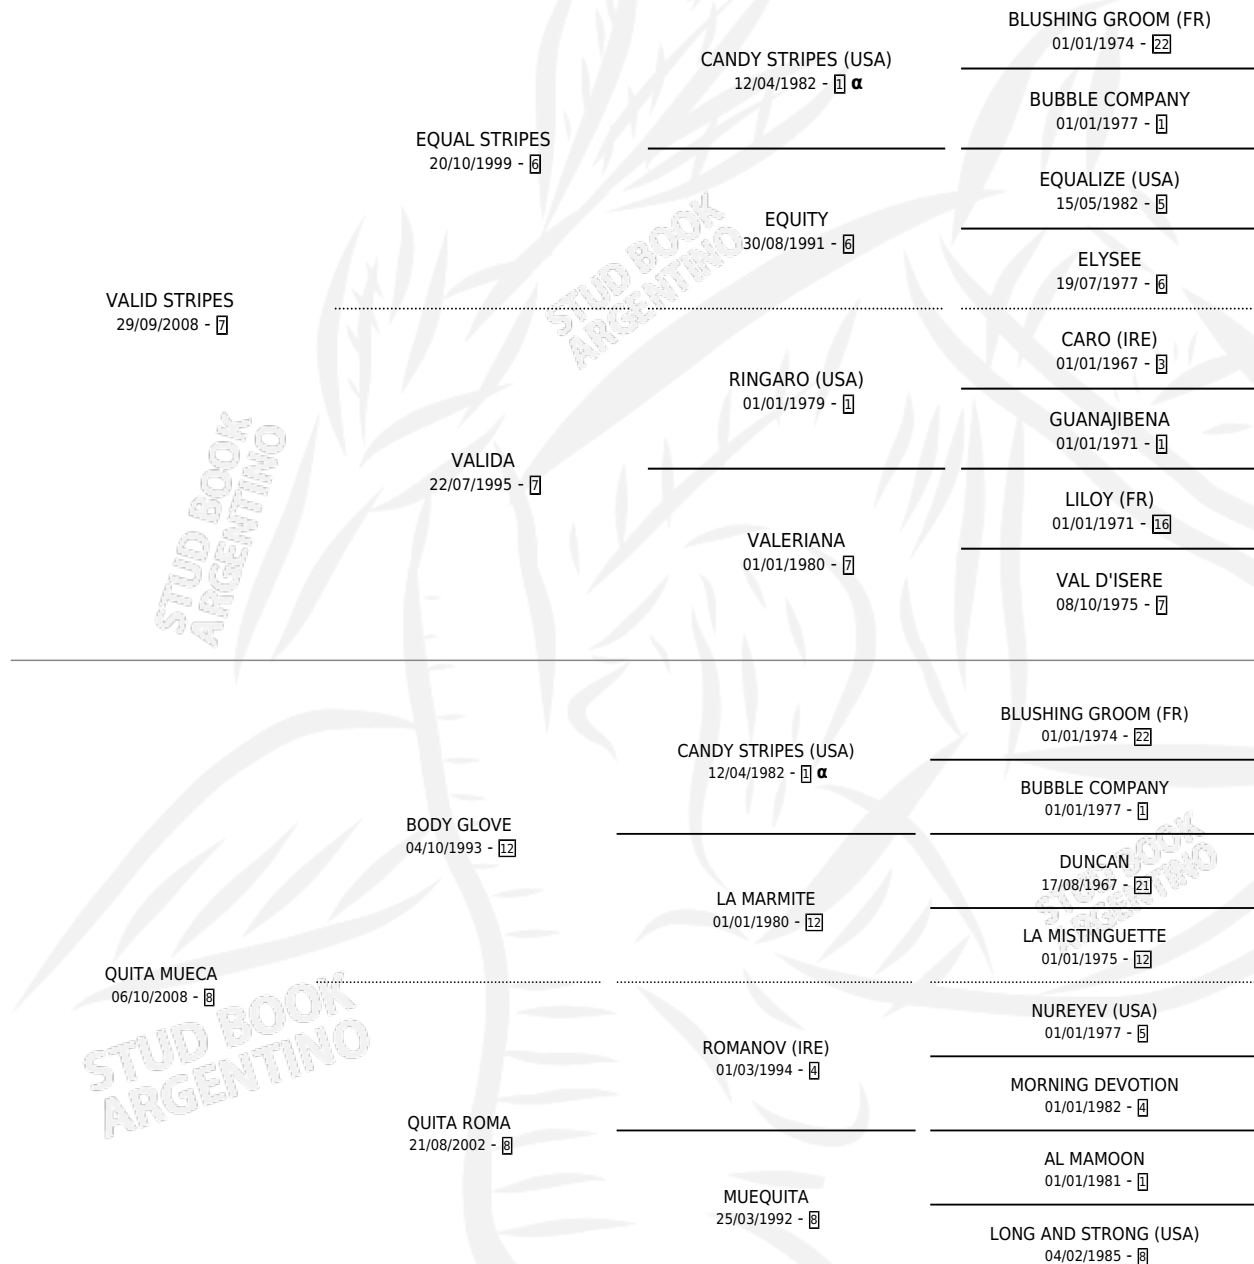 BLUSHING GROOM (FR)
01/01/1974 - 22
CANDY STRIPES (USA)
12/04/1982 - 1 α
BUBBLE COMPANY
01/01/1977 - 1
EQUAL STRIPES
20/10/1999 - 6
EQUALIZE (USA)
15/05/1982 - 5
EQUITY
30/08/1991 - 6
ELYSEE
19/07/1977 - 6
VALID STRIPES
29/09/2008 - 7
CARO (IRE)
01/01/1967 - 3
RINGARO (USA)
01/01/1979 - 1
GUANAJIBENA
01/01/1971 - 1
VALIDA
22/07/1995 - 7
LILOY (FR)
01/01/1971 - 16
VALERIANA
01/01/1980 - 7
VAL D'ISERE
08/10/1975 - 7
STUD BOOK
ARGENTINO
STUD BOOK
ARGENTINO
BLUSHING GROOM (FR)
01/01/1974 - 22
CANDY STRIPES (USA)
12/04/1982 - 1 α
BUBBLE COMPANY
01/01/1977 - 1
BODY GLOVE
04/10/1993 - 12
DUNCAN
17/08/1967 - 21
LA MARMITE
01/01/1980 - 12
LA MISTINGUETTE
01/01/1975 - 12
QUITA MUECA
06/10/2008 - 8
NUREYEV (USA)
01/01/1977 - 5
ROMANOV (IRE)
01/03/1994 - 4
MORNING DEVOTION
01/01/1982 - 4
QUITA ROMA
21/08/2002 - 8
AL MAMOON
01/01/1981 - 1
MUEQUITA
25/03/1992 - 8
LONG AND STRONG (USA)
04/02/1985 - 8
STUD BOOK
ARGENTINO
STUD BOOK
ARGENTINO